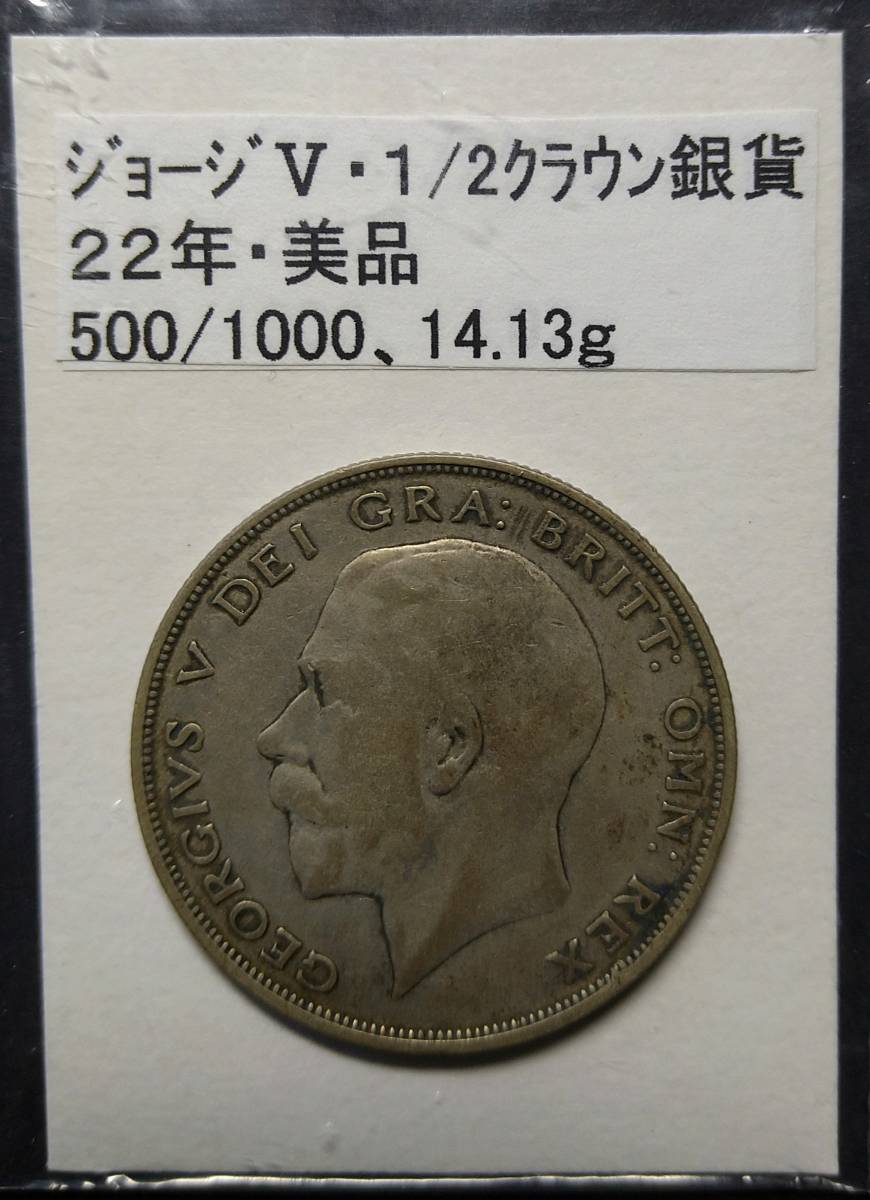 ｼﾞｮｰｼﾞⅤ・1/2ｸﾗｳﾝ銀貨
２２年・美品
500/1000、14.13g
GEORGIVS V DEI GRA: BRITT: OMN: REX